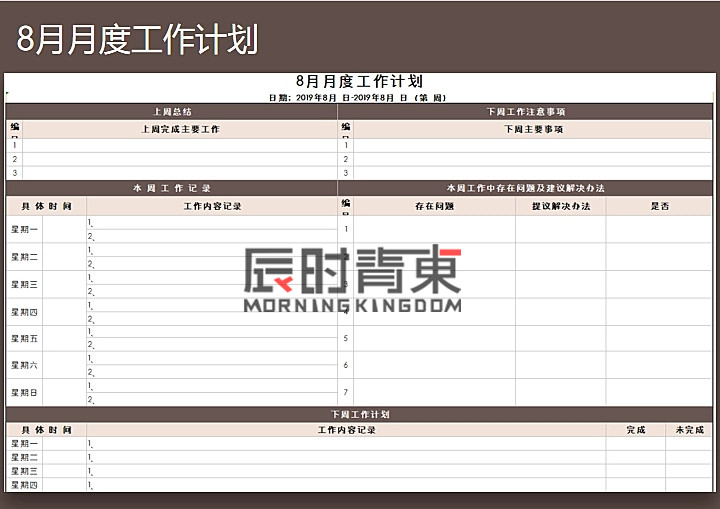 8月月度工作计划
8月月度工作计划
日期：2019年8月 日-2019年8月 日 （第 周）
上周总结 下周工作注意事项
编 上周完成主要工作 编 下周主要事项
1 1
2 2
3 3
本 周 工 作 记 录 本周工作中存在问题及建议解决办法
具 体 时 间 工作内容记录 编 存在问题 提议解决办法 是否
星期一 1、 1
2、
星期二 1、 2
2、
星期三 1、 3
2、
星期四 1、 4
2、
星期五 1、 5
2、
星期六 1、 6
2、
星期日 1、 7
2、
辰时青東
MORNINGKINGDOM
下周工作计划
具 体 时 间 工作内容记录 完成 未完成
星期一 1、
星期二 1、
星期三 1、
星期四 1、